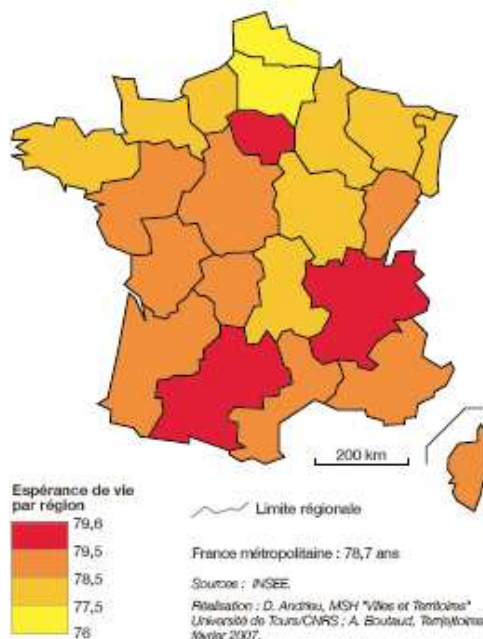 200 km
Espérance de vie
par région
79,6
79,5
78,5
77,5
76
Limite régionale
France métropolitaine : 78,7 ans
Sources : INSEE.
Réalisation : D. Andrieu, MSH "Villes et Territoires"
Université de Tours/CNRS ; A. Boutaud,
février 2007.